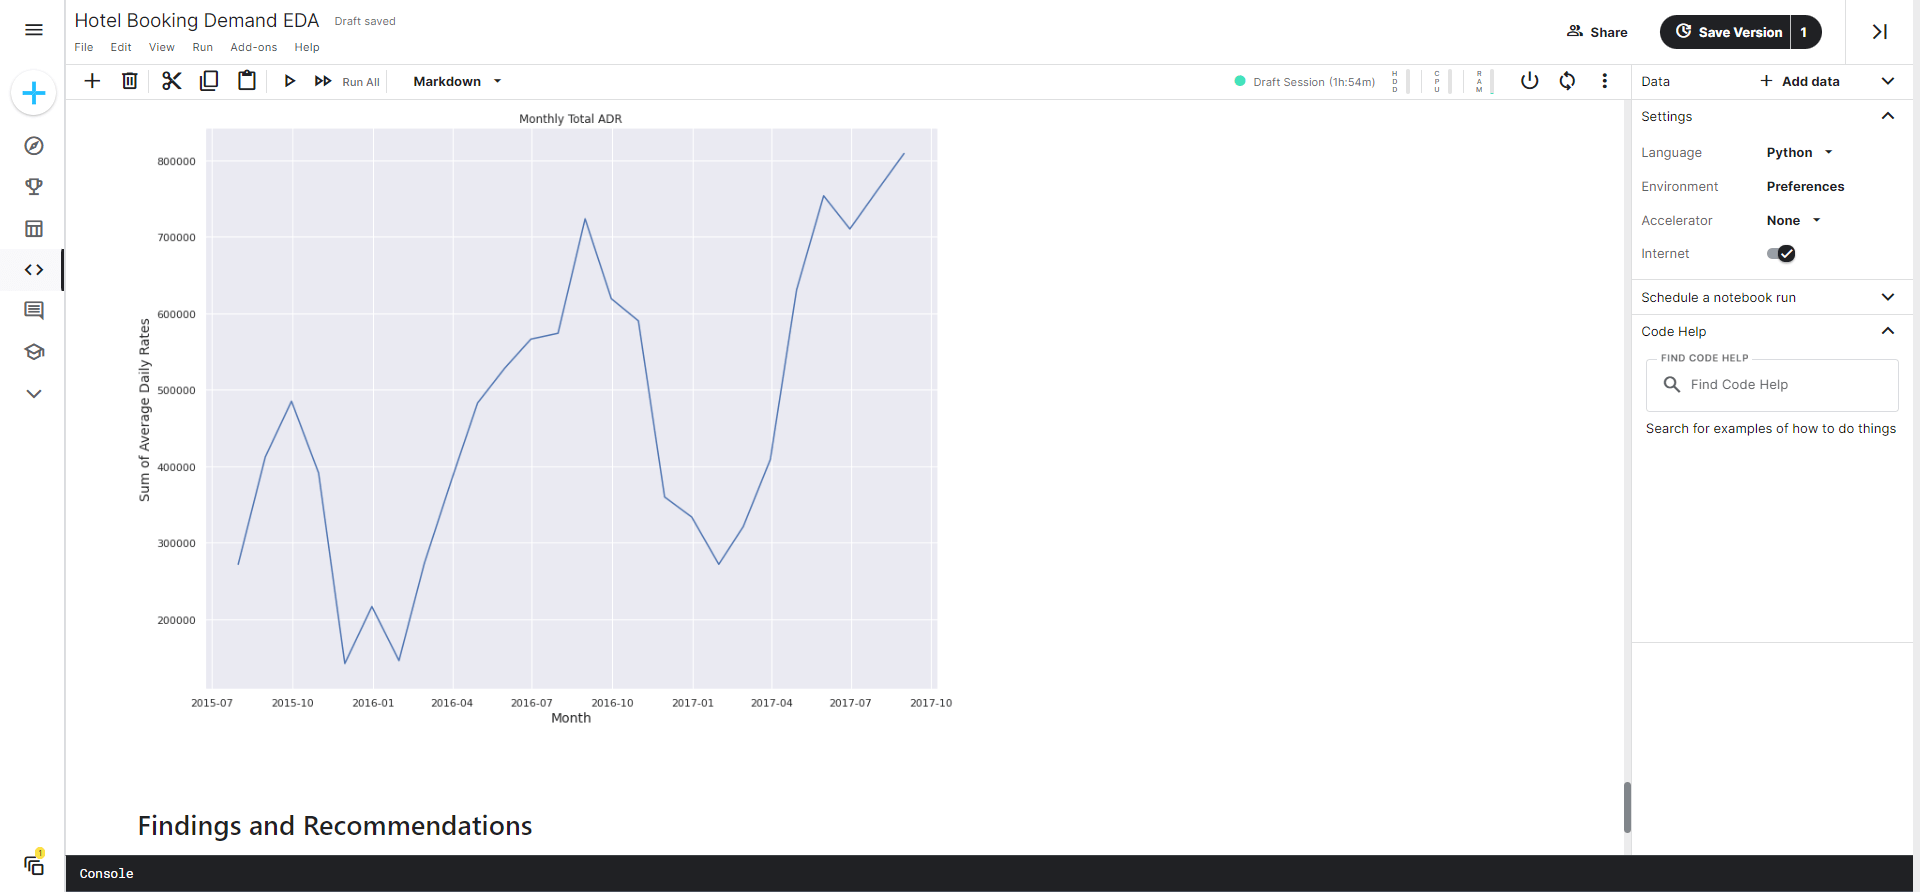 Hotel Booking Demand EDA Draft saved
File Edit View Run Add-ons Help
Share
Save Version 1
Run All Markdown
Draft Session (1h:54m) HDD CPU RAM
Monthly Total ADR
800000
700000
600000
500000
400000
300000
200000
Sum of Average Daily Rates
2015-07 2015-10 2016-01 2016-04 2016-07 2016-10 2017-01 2017-04 2017-07 2017-10
Month
Findings and Recommendations
Data Add data
Settings
Language Python
Environment Preferences
Accelerator None
Internet
Schedule a notebook run
Code Help
FIND CODE HELP
Find Code Help
Search for examples of how to do things
1
Console